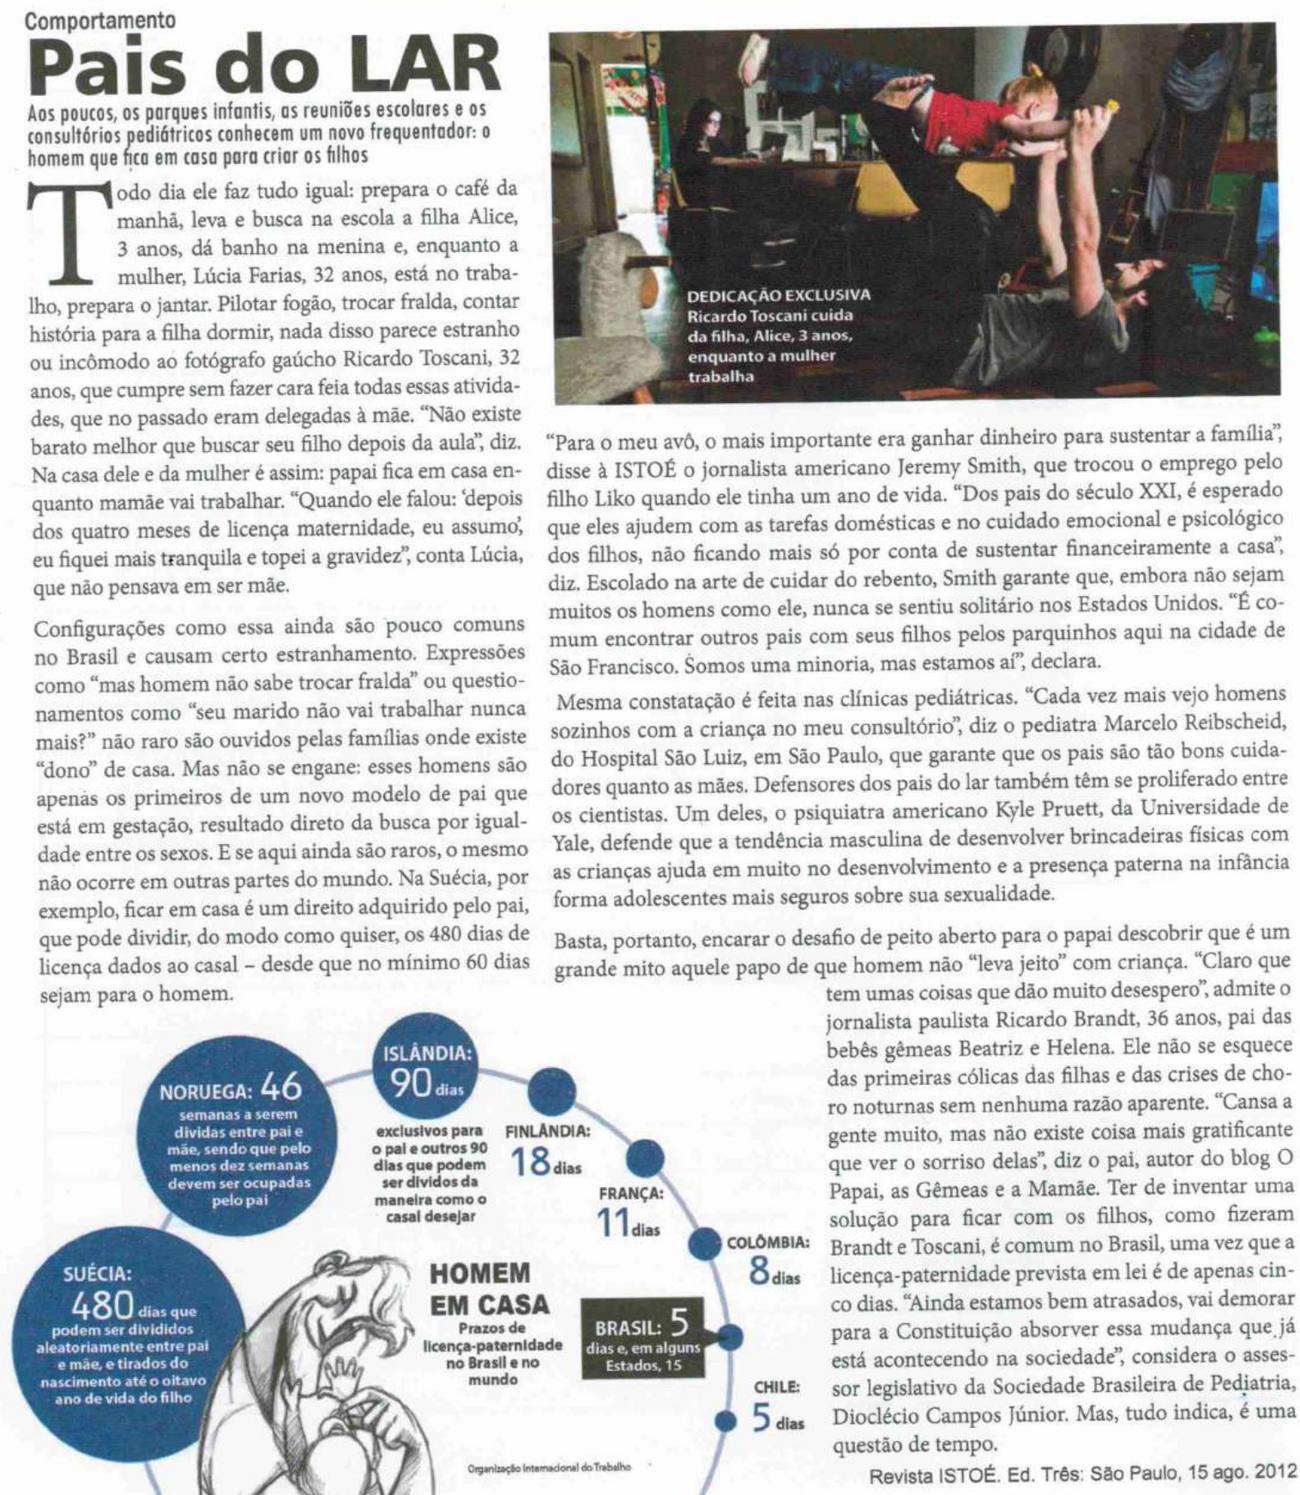 Comportamento
Pais do LAR
Aos poucos, os parques infantis, as reuniões escolares e os
consultórios pediátricos conhecem um novo frequentador: o
homem que fica em casa para criar os filhos
Todo dia ele faz tudo igual: prepara o café da
manhã, leva e busca na escola a filha Alice,
3 anos, dá banho na menina e, enquanto a
mulher, Lúcia Farias, 32 anos, está no traba-
lho, prepara o jantar. Pilotar fogão, trocar fralda, contar
história para a filha dormir, nada disso parece estranho
ou incômodo ao fotógrafo gaúcho Ricardo Toscani, 32
anos, que cumpre sem fazer cara feia todas essas ativida-
des, que no passado eram delegadas à mãe. “Não existe
barato melhor que buscar seu filho depois da aula”, diz.
Na casa dele e da mulher é assim: papai fica em casa en-
quanto mamãe vai trabalhar. “Quando ele falou: ‘depois
dos quatro meses de licença maternidade, eu assumo’,
eu fiquei mais tranquila e topei a gravidez”, conta Lúcia,
que não pensava em ser mãe.
Configurações como essa ainda são pouco comuns
no Brasil e causam certo estranhamento. Expressões
como “mas homem não sabe trocar fralda” ou questio-
namentos como “seu marido não vai trabalhar nunca
mais?” não raro são ouvidos pelas famílias onde existe
“dono” de casa. Mas não se engane: esses homens são
apenas os primeiros de um novo modelo de pai que
está em gestação, resultado direto da busca por igual-
dade entre os sexos. E se aqui ainda são raros, o mesmo
não ocorre em outras partes do mundo. Na Suécia, por
exemplo, ficar em casa é um direito adquirido pelo pai,
que pode dividir, do modo como quiser, os 480 dias de
licença dados ao casal – desde que no mínimo 60 dias
sejam para o homem.
DEDICAÇÃO EXCLUSIVA
Ricardo Toscani cuida
da filha, Alice, 3 anos,
enquanto a mulher
trabalha
“Para o meu avô, o mais importante era ganhar dinheiro para sustentar a família”,
disse à ISTOÉ o jornalista americano Jeremy Smith, que trocou o emprego pelo
filho Liko quando ele tinha um ano de vida. “Dos pais do século XXI, é esperado
que eles ajudem com as tarefas domésticas e no cuidado emocional e psicológico
dos filhos, não ficando mais só por conta de sustentar financeiramente a casa”,
diz. Escolado na arte de cuidar do rebento, Smith garante que, embora não sejam
muitos os homens como ele, nunca se sentiu solitário nos Estados Unidos. “É co-
mum encontrar outros pais com seus filhos pelos parquinhos aqui na cidade de
São Francisco. Somos uma minoria, mas estamos aí”, declara.
Mesma constatação é feita nas clínicas pediátricas. “Cada vez mais vejo homens
sozinhos com a criança no meu consultório”, diz o pediatra Marcelo Reibscheid,
do Hospital São Luiz, em São Paulo, que garante que os pais são tão bons cuida-
dores quanto as mães. Defensores dos pais do lar também têm se proliferado entre
os cientistas. Um deles, o psiquiatra americano Kyle Pruett, da Universidade de
Yale, defende que a tendência masculina de desenvolver brincadeiras físicas com
as crianças ajuda em muito no desenvolvimento e a presença paterna na infância
forma adolescentes mais seguros sobre sua sexualidade.
Basta, portanto, encarar o desafio de peito aberto para o papai descobrir que é um
grande mito aquele papo de que homem não “leva jeito” com criança. “Claro que
tem umas coisas que dão muito desespero”, admite o
jornalista paulista Ricardo Brandt, 36 anos, pai das
bebês gêmeas Beatriz e Helena. Ele não se esquece
das primeiras cólicas das filhas e das crises de cho-
ro noturnas sem nenhuma razão aparente. “Cansa a
gente muito, mas não existe coisa mais gratificante
que ver o sorriso delas”, diz o pai, autor do blog O
Papai, as Gêmeas e a Mamãe. Ter de inventar uma
solução para ficar com os filhos, como fizeram
Brandt e Toscani, é comum no Brasil, uma vez que a
licença-paternidade prevista em lei é de apenas cin-
co dias. “Ainda estamos bem atrasados, vai demorar
para a Constituição absorver essa mudança que já
está acontecendo na sociedade”, considera o asses-
sor legislativo da Sociedade Brasileira de Pediatria,
Dioclécio Campos Júnior. Mas, tudo indica, é uma
questão de tempo.
Revista ISTOÉ. Ed. Três: São Paulo, 15 ago. 2012
HOMEM
EM CASA
Prazos de
licença-paternidade
no Brasil e no
mundo
SUÉCIA:
480 dias que
podem ser divididos
aleatoriamente entre pai
e mãe, e tirados do
nascimento até o oitavo
ano de vida do filho
NORUEGA: 46
semanas a serem
dividas entre pai e
mãe, sendo que pelo
menos dez semanas
devem ser ocupadas
pelo pai
ISLÂNDIA:
90 dias
exclusivos para
o pai e outros 90
dias que podem
ser dividos da
maneira como o
casal desejar
FINLÂNDIA:
18 dias
FRANÇA:
11 dias
COLÔMBIA:
8 dias
BRASIL: 5
dias e, em alguns
Estados, 15
CHILE:
5 dias
Organização Internacional do Trabalho